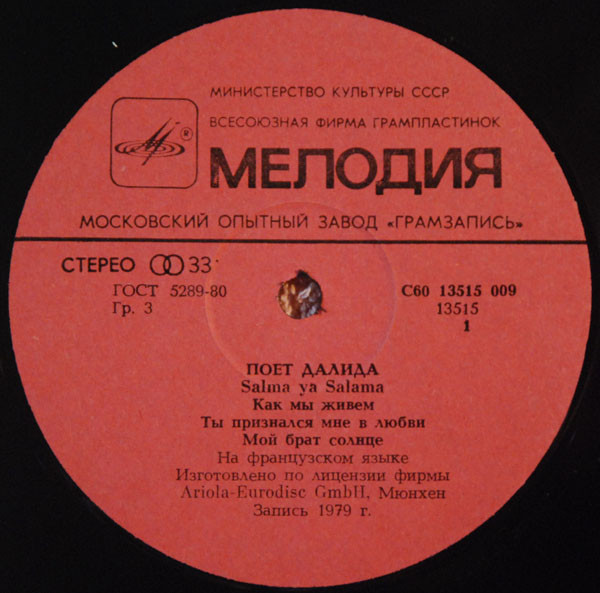 МИНИСТЕРСТВО КУЛЬТУРЫ СССР
ВСЕСОЮЗНАЯ ФИРМА ГРАМПЛАСТИНОК
®
МЕЛОДИЯ
МОСКОВСКИЙ ОПЫТНЫЙ ЗАВОД «ГРАМЗАПИСЬ»
СТЕРЕО 33
ГОСТ 5289-80
Гр. 3
С60 13515 009
13515
1
ПОЕТ ДАЛИДА
Salma ya Salama
Как мы живем
Ты признался мне в любви
Мой брат солнце
На французском языке
Изготовлено по лицензии фирмы
Ariola-Eurodisc GmbH, Мюнхен
Запись 1979 г.